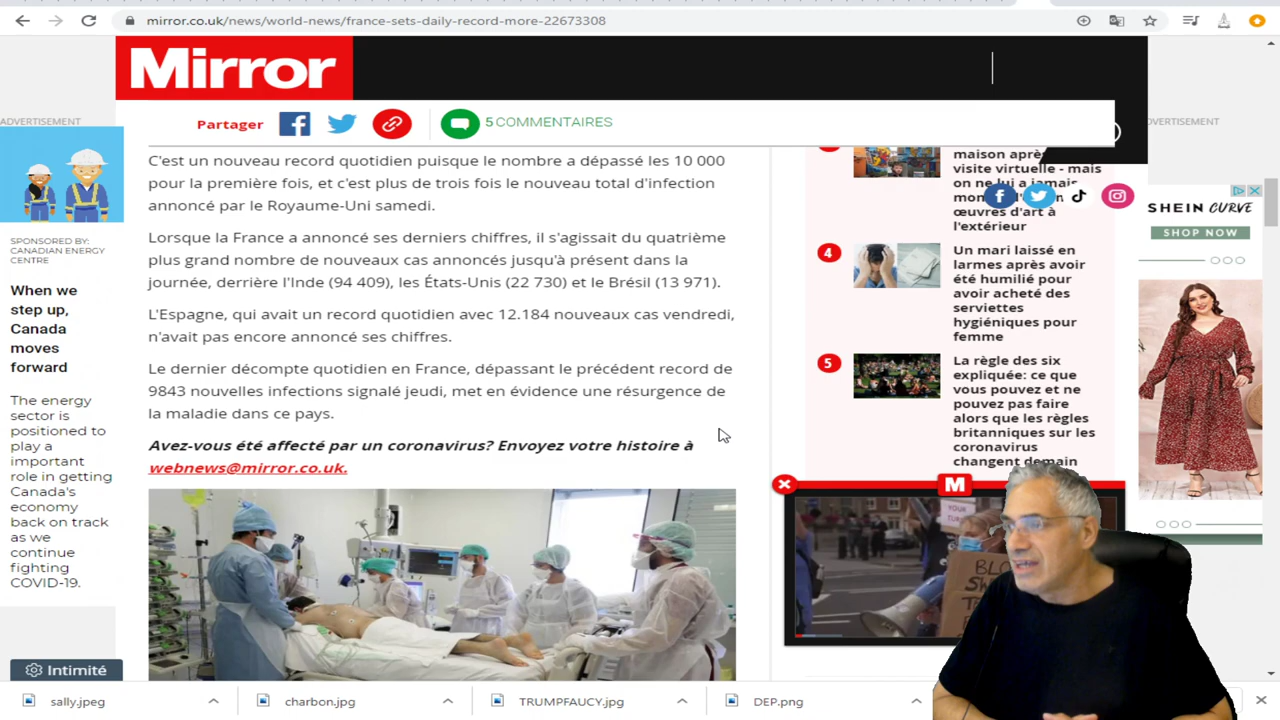 mirror.co.uk/news/world-news/france-sets-daily-record-more-22673308
Mirror
Partager
5 COMMENTAIRES
ADVERTISEMENT
SPONSORED BY:
CANADIAN ENERGY
CENTRE
When we
step up,
Canada
moves
forward
The energy
sector is
positioned to
play a
important
role in getting
Canada's
economy
back on track
as we
continue
fighting
COVID-19.
Intimité
C'est un nouveau record quotidien puisque le nombre a dépassé les 10 000
pour la première fois, et c'est plus de trois fois le nouveau total d'infection
annoncé par le Royaume-Uni samedi.
Lorsque la France a annoncé ses derniers chiffres, il s'agissait du quatrième
plus grand nombre de nouveaux cas annoncés jusqu'à présent dans la
journée, derrière l'Inde (94 409), les États-Unis (22 730) et le Brésil (13 971).
L'Espagne, qui avait un record quotidien avec 12.184 nouveaux cas vendredi,
n'avait pas encore annoncé ses chiffres.
Le dernier décompte quotidien en France, dépassant le précédent record de
9843 nouvelles infections signalé jeudi, met en évidence une résurgence de
la maladie dans ce pays.
Avez-vous été affecté par un coronavirus? Envoyez votre histoire à
webnews@mirror.co.uk.
maison après
visite virtuelle - mais
on ne lui a jamais
œuvres d'art à
l'extérieur
4
Un mari laissé en
larmes après avoir
été humilié pour
avoir acheté des
serviettes
hygiéniques pour
femme
5
La règle des six
expliquée: ce que
vous pouvez et ne
pouvez pas faire
alors que les règles
britanniques sur les
coronavirus
changent demain
M
YOUR
SHEIN CURVE
SHOP NOW
sally.jpeg
charbon.jpg
TRUMPFAUCY.jpg
DEP.png